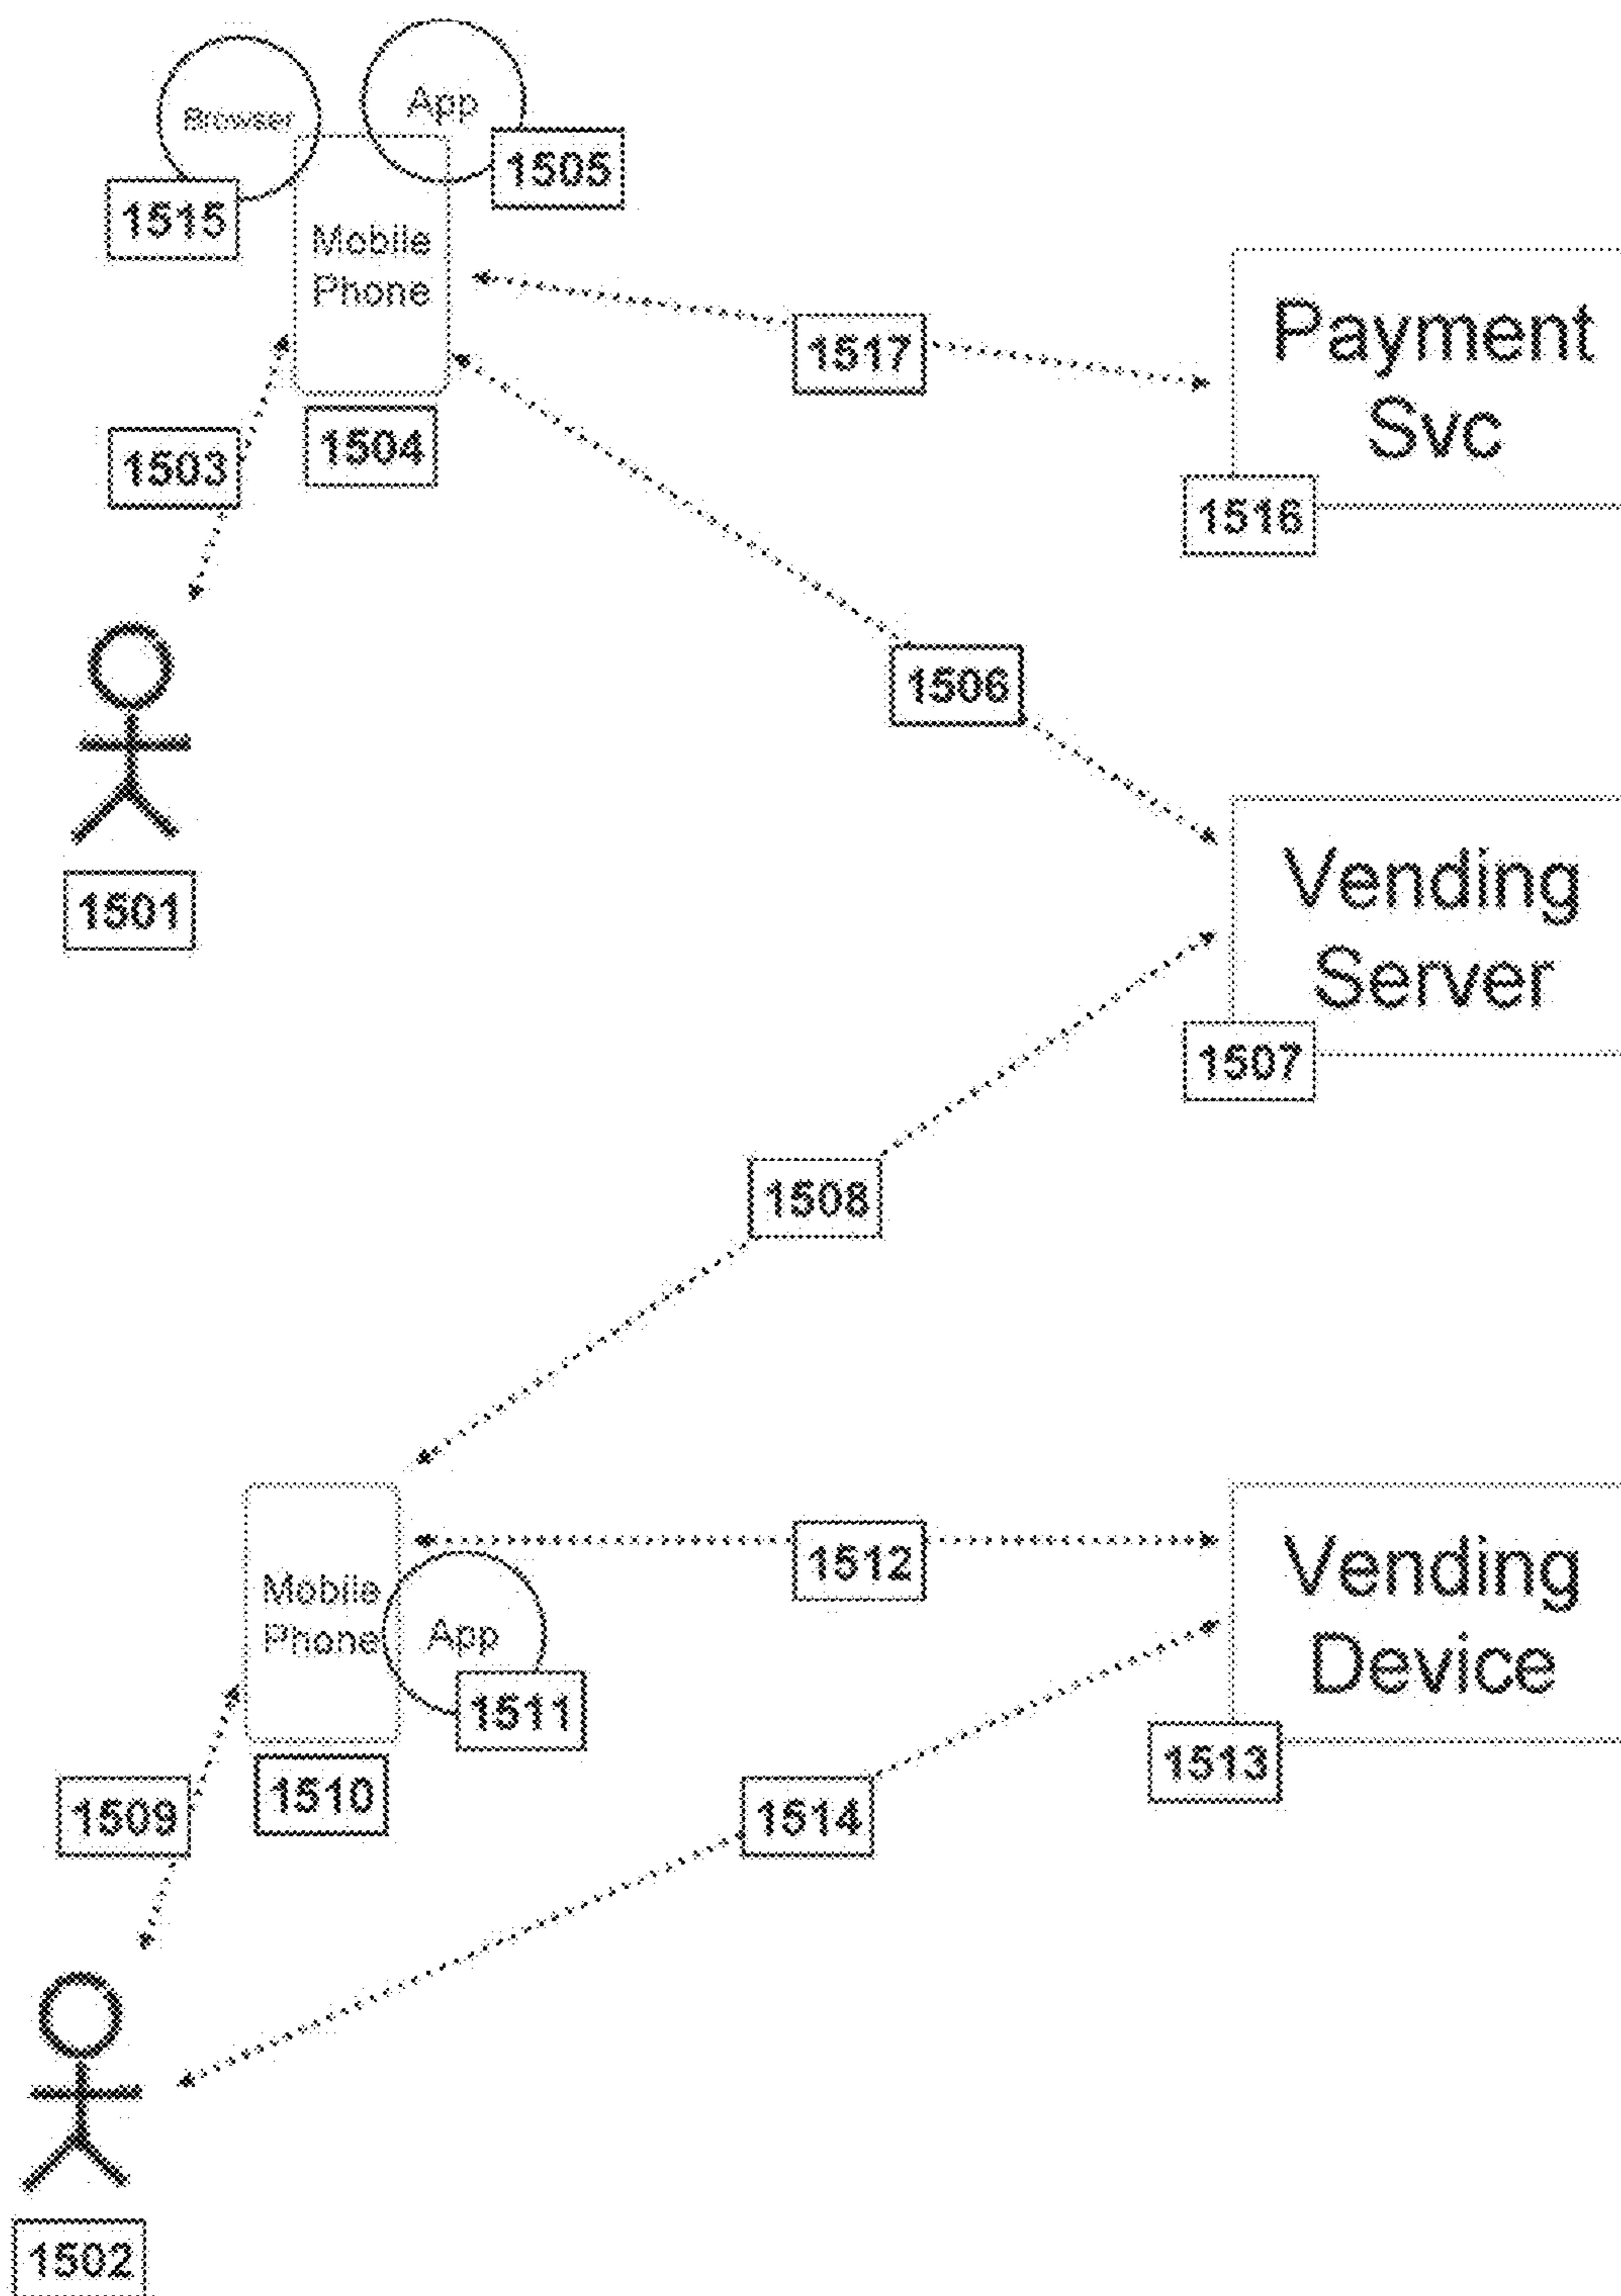 Browser
App
1505
1515
Mobile
Phone
1517
Payment
Svc
1503
1504
1516
1506
1501
Vending
Server
1507
1508
1512
Vending
Device
Mobile
Phone
App
1511
1513
1509
1510
1514
1502